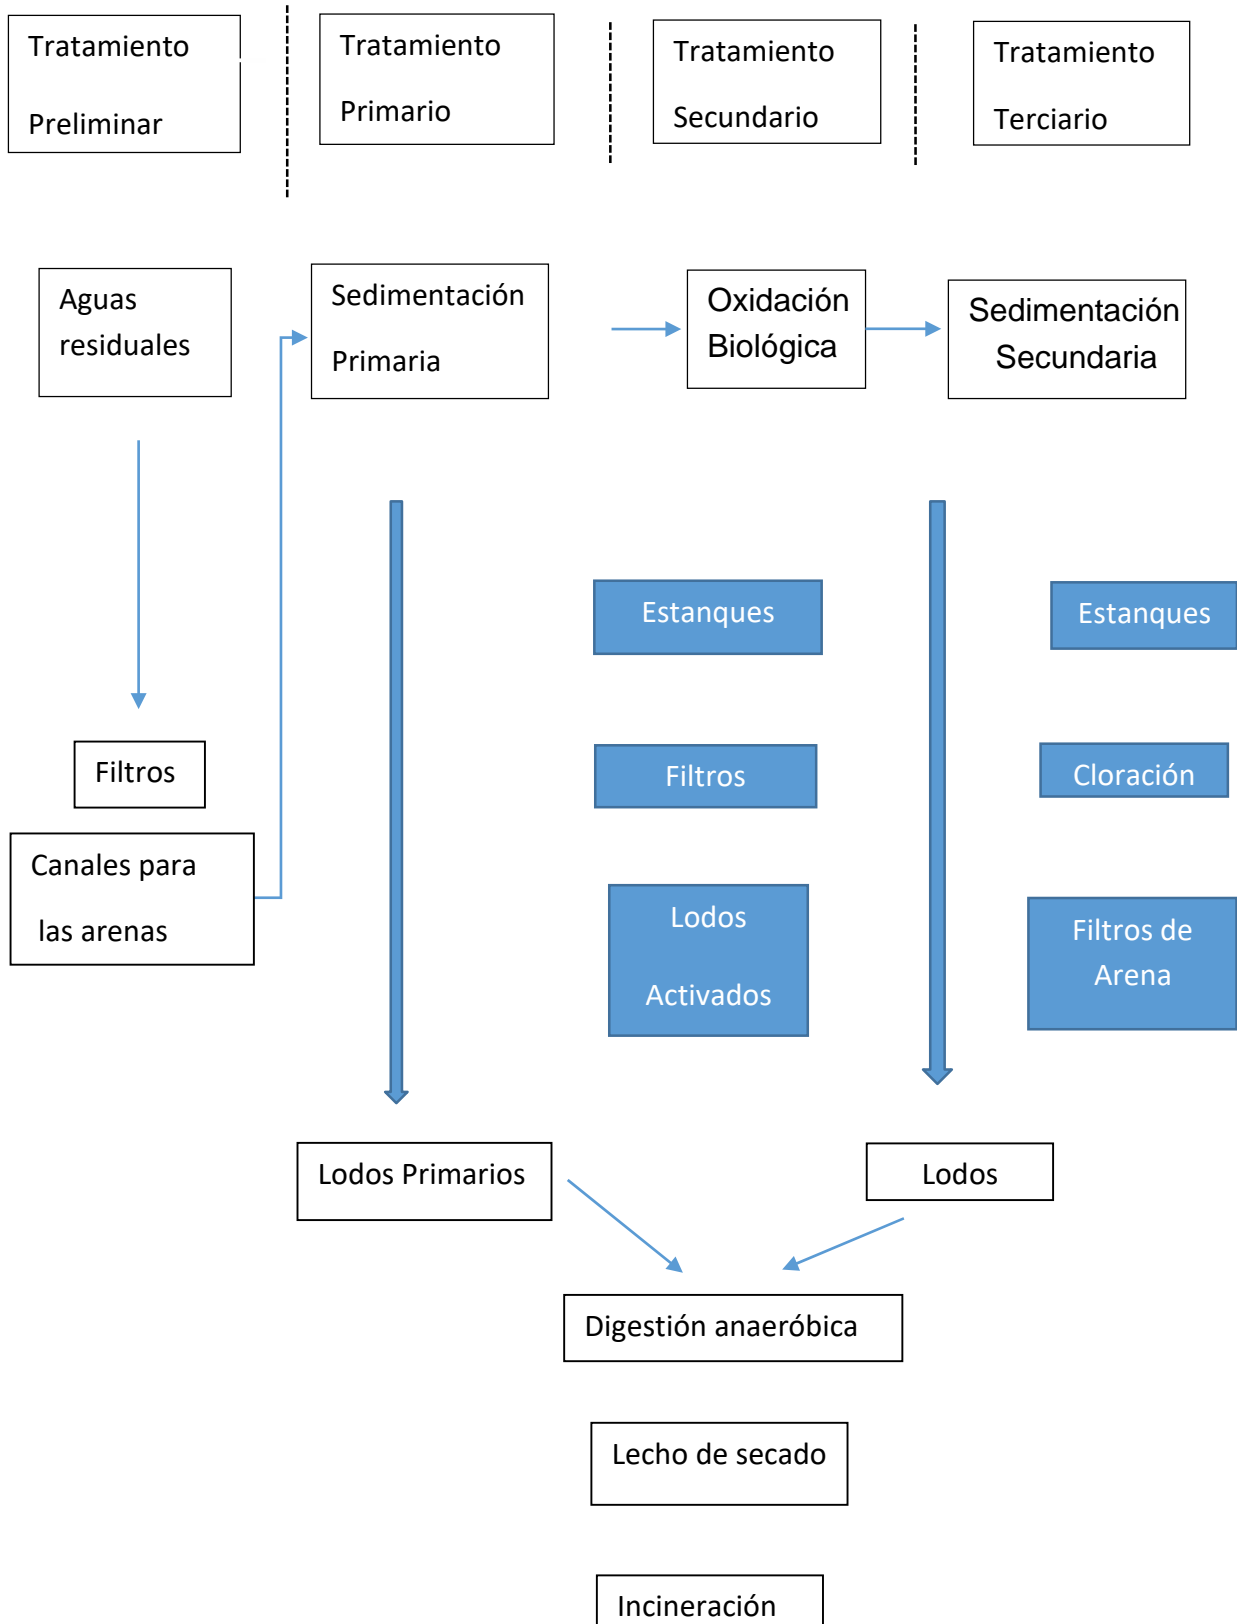 Tratamiento
Preliminar
Tratamiento
Primario
Tratamiento
Secundario
Tratamiento
Terciario
Aguas
residuales
Sedimentación
Primaria
Oxidación
Biológica
Sedimentación
Secundaria
Estanques
Estanques
Filtros
Filtros
Cloración
Canales para
las arenas
Lodos
Activados
Filtros de
Arena
Lodos Primarios
Lodos
Digestión anaeróbica
Lecho de secado
Incineración